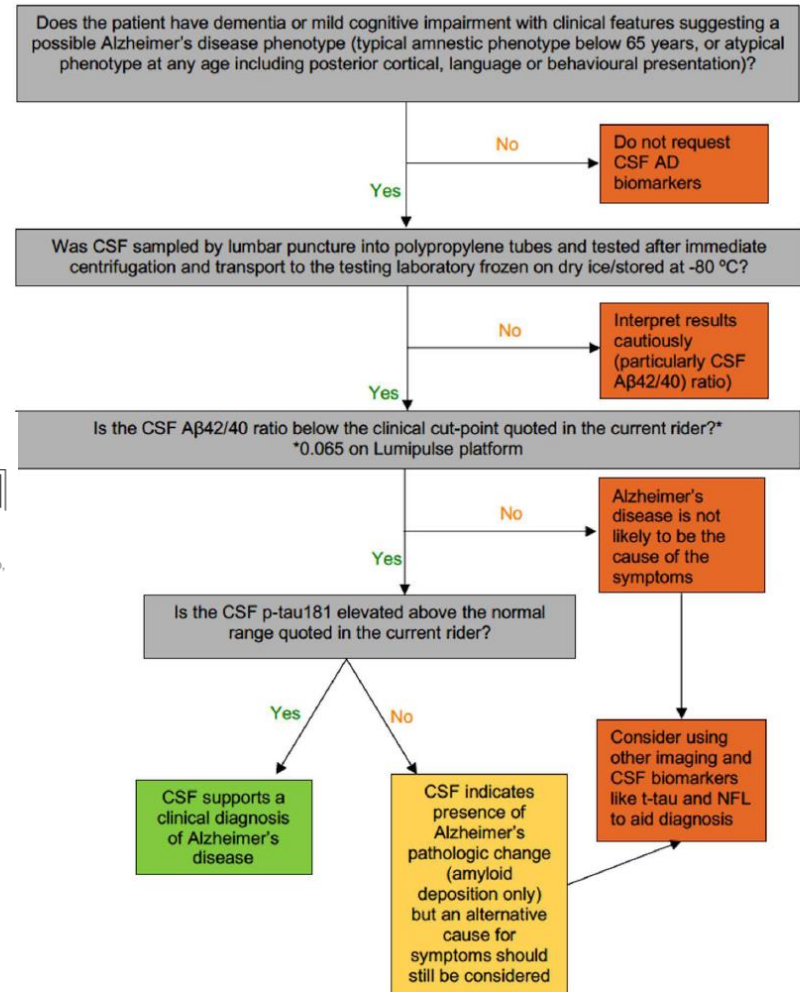 Does the patient have dementia or mild cognitive impairment with clinical features suggesting a
possible Alzheimer's disease phenotype (typical amnestic phenotype below 65 years, or atypical
phenotype at any age including posterior cortical, language or behavioural presentation)?
No
Do not request
CSF AD
biomarkers
Yes
Was CSF sampled by lumbar puncture into polypropylene tubes and tested after immediate
centrifugation and transport to the testing laboratory frozen on dry ice/stored at -80 ºC?
No
Interpret results
cautiously
(particularly CSF
Aβ42/40) ratio)
Yes
Is the CSF Aβ42/40 ratio below the clinical cut-point quoted in the current rider?*
*0.065 on Lumipulse platform
No
Alzheimer's
disease is not
likely to be the
cause of the
symptoms
Yes
Is the CSF p-tau181 elevated above the normal
range quoted in the current rider?
Yes
No
CSF supports a
clinical diagnosis
of Alzheimer's
disease
CSF indicates
presence of
Alzheimer's
pathologic change
(amyloid
deposition only)
but an alternative
cause for
symptoms should
still be considered
Consider using
other imaging and
CSF biomarkers
like t-tau and NFL
to aid diagnosis